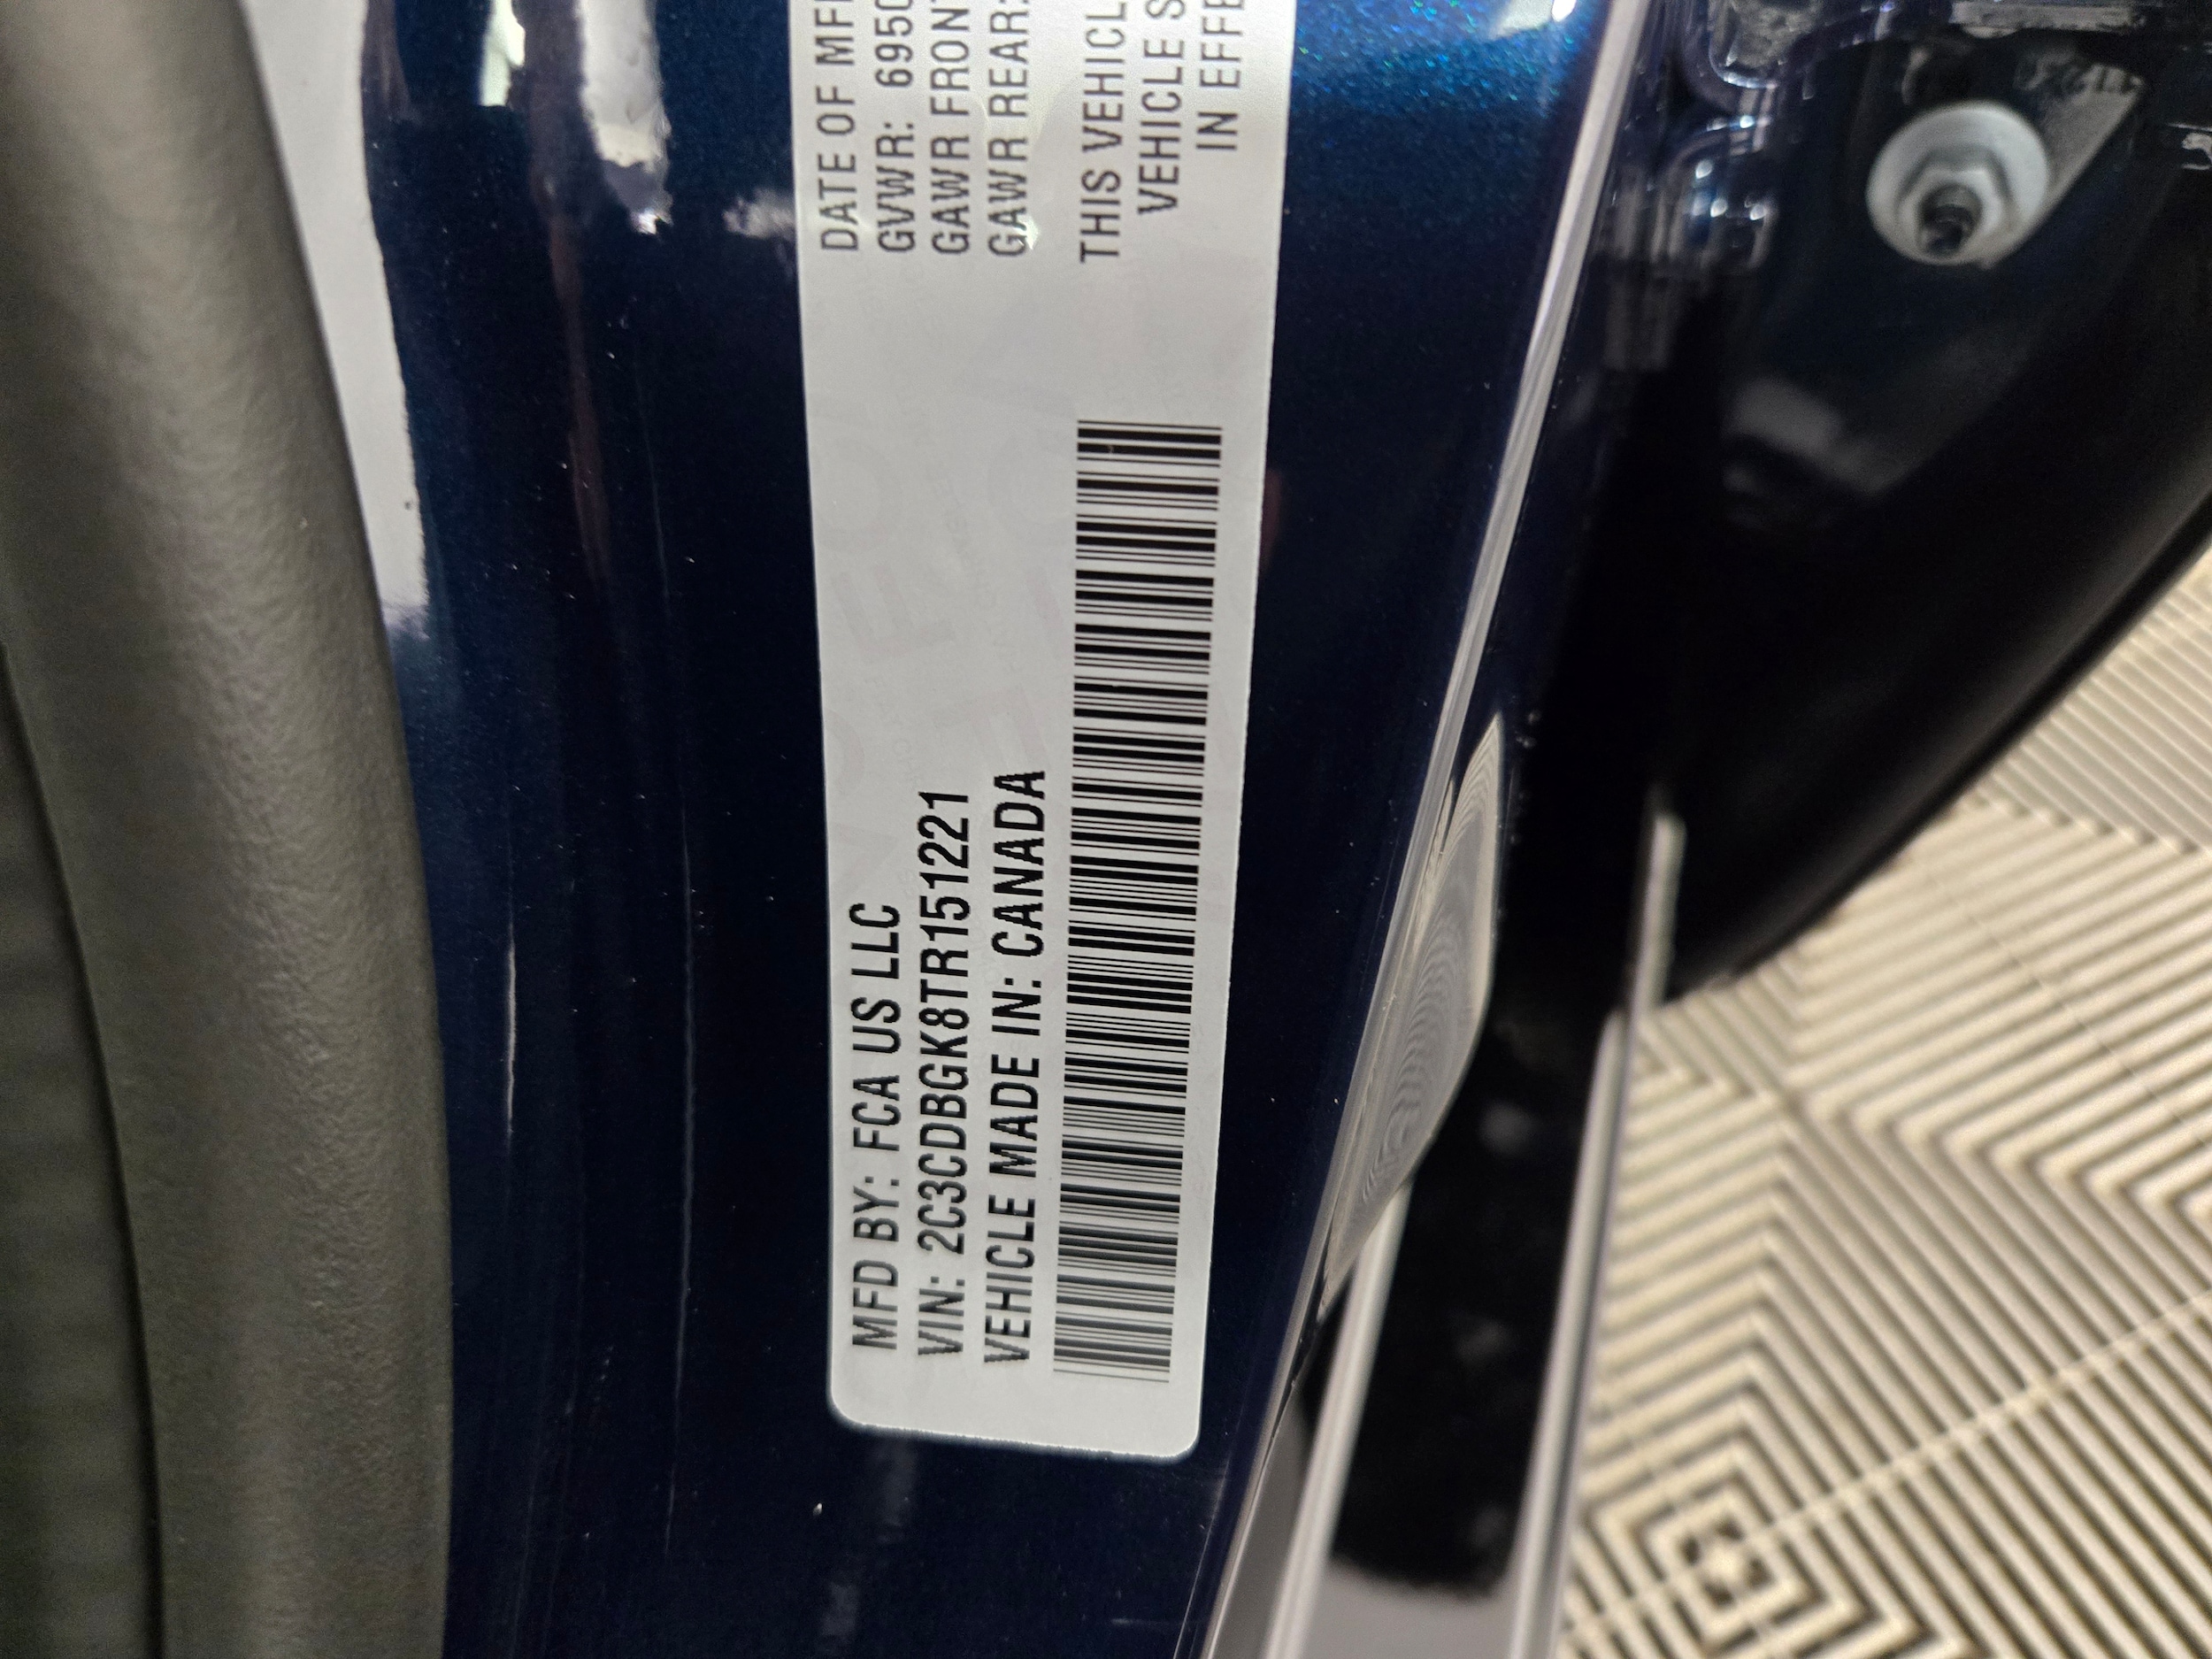 MFD BY: FCA US LLC
VIN: 2C3CDBGK8TR151221
VEHICLE MADE IN: CANADA
DATE OF MF
GVWR: 695
GAWR FRON
GAWR REAR:
THIS VEHICL
VEHICLE S
IN EFFE